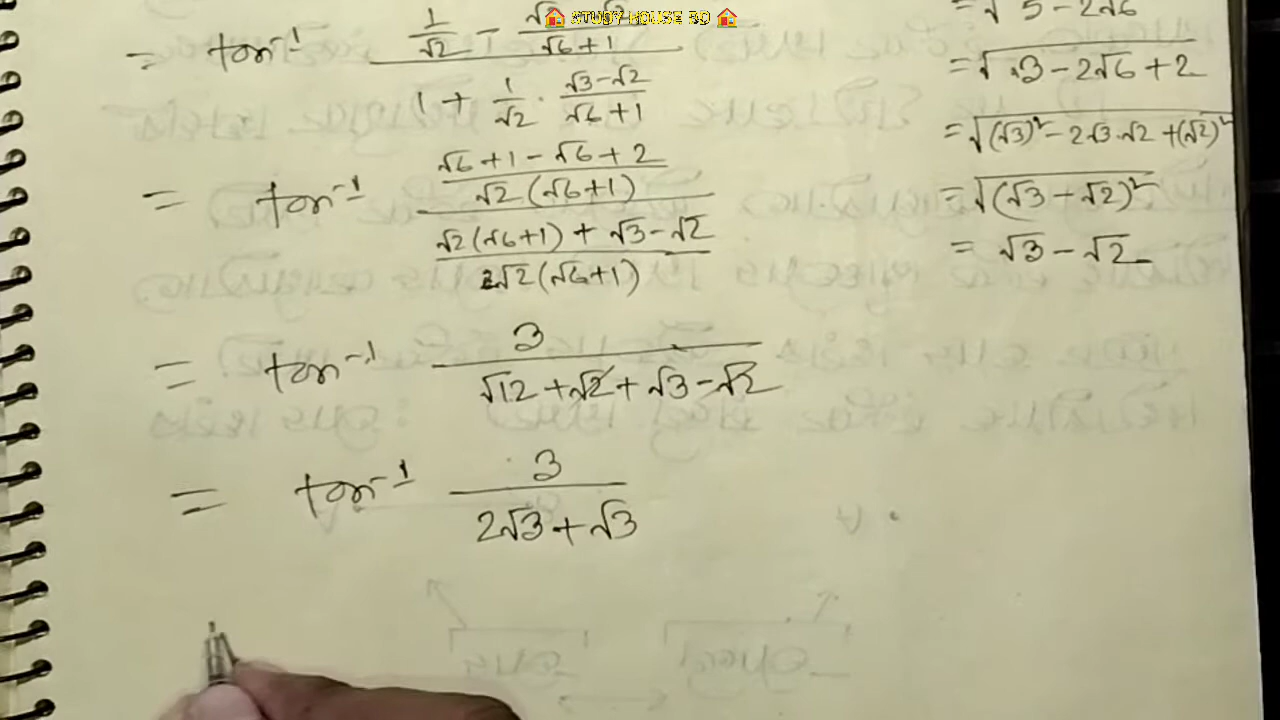 🏠 STUDY HOUSE BD 🏠
= tan⁻¹ (1/√2 − (√3−√2)/(√6+1)) / (1 + 1/√2 · (√3−√2)/(√6+1))
= tan⁻¹ ((√6+1−√6+2)/(√2(√6+1))) / ((√2(√6+1)+√3−√2)/(√2(√6+1)))
= tan⁻¹ 3/(√12+√2+√3−√2)
= tan⁻¹ 3/(2√3+√3)
= √5−2√6
= √3−2√6+2
= √(√3)²−2√3·√2+(√2)²
= √(√3+√2)²
= √3−√2